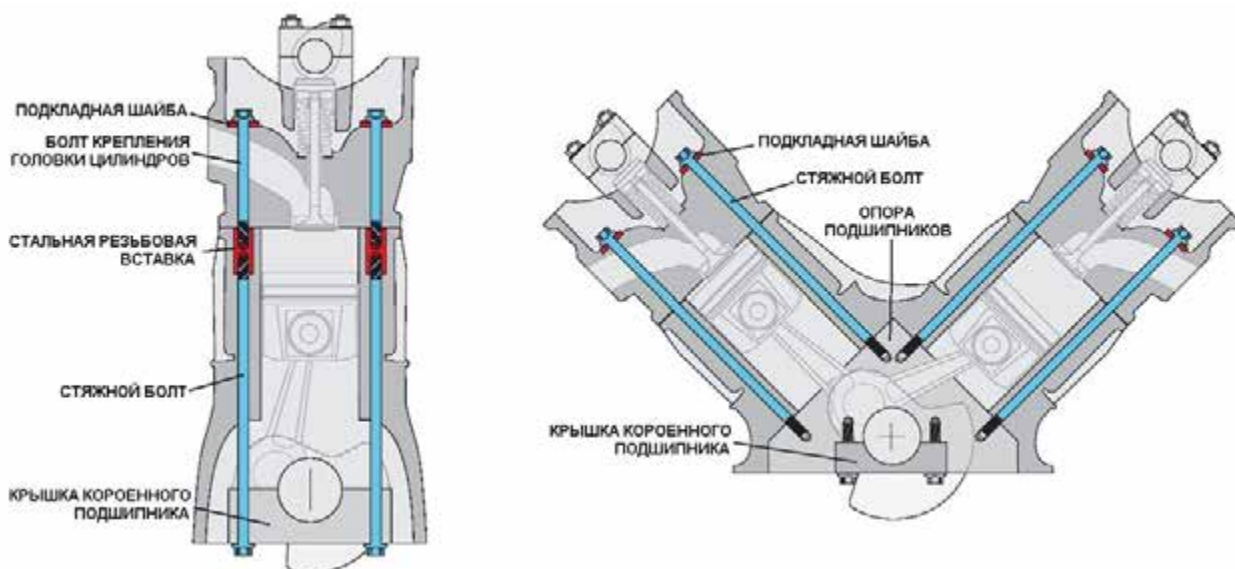 ПОДКЛАДНАЯ ШАЙБА
БОЛТ КРЕПЛЕНИЯ
ГОЛОВКИ ЦИЛИНДРОВ
СТАЛЬНАЯ РЕЗЬБОВАЯ
ВСТАВКА
СТЯЖНОЙ БОЛТ
КРЫШКА КОРОЕННОГО
ПОДШИПНИКА
ПОДКЛАДНАЯ ШАЙБА
СТЯЖНОЙ БОЛТ
ОПОРА
ПОДШИПНИКОВ
КРЫШКА КОРОЕННОГО
ПОДШИПНИКА